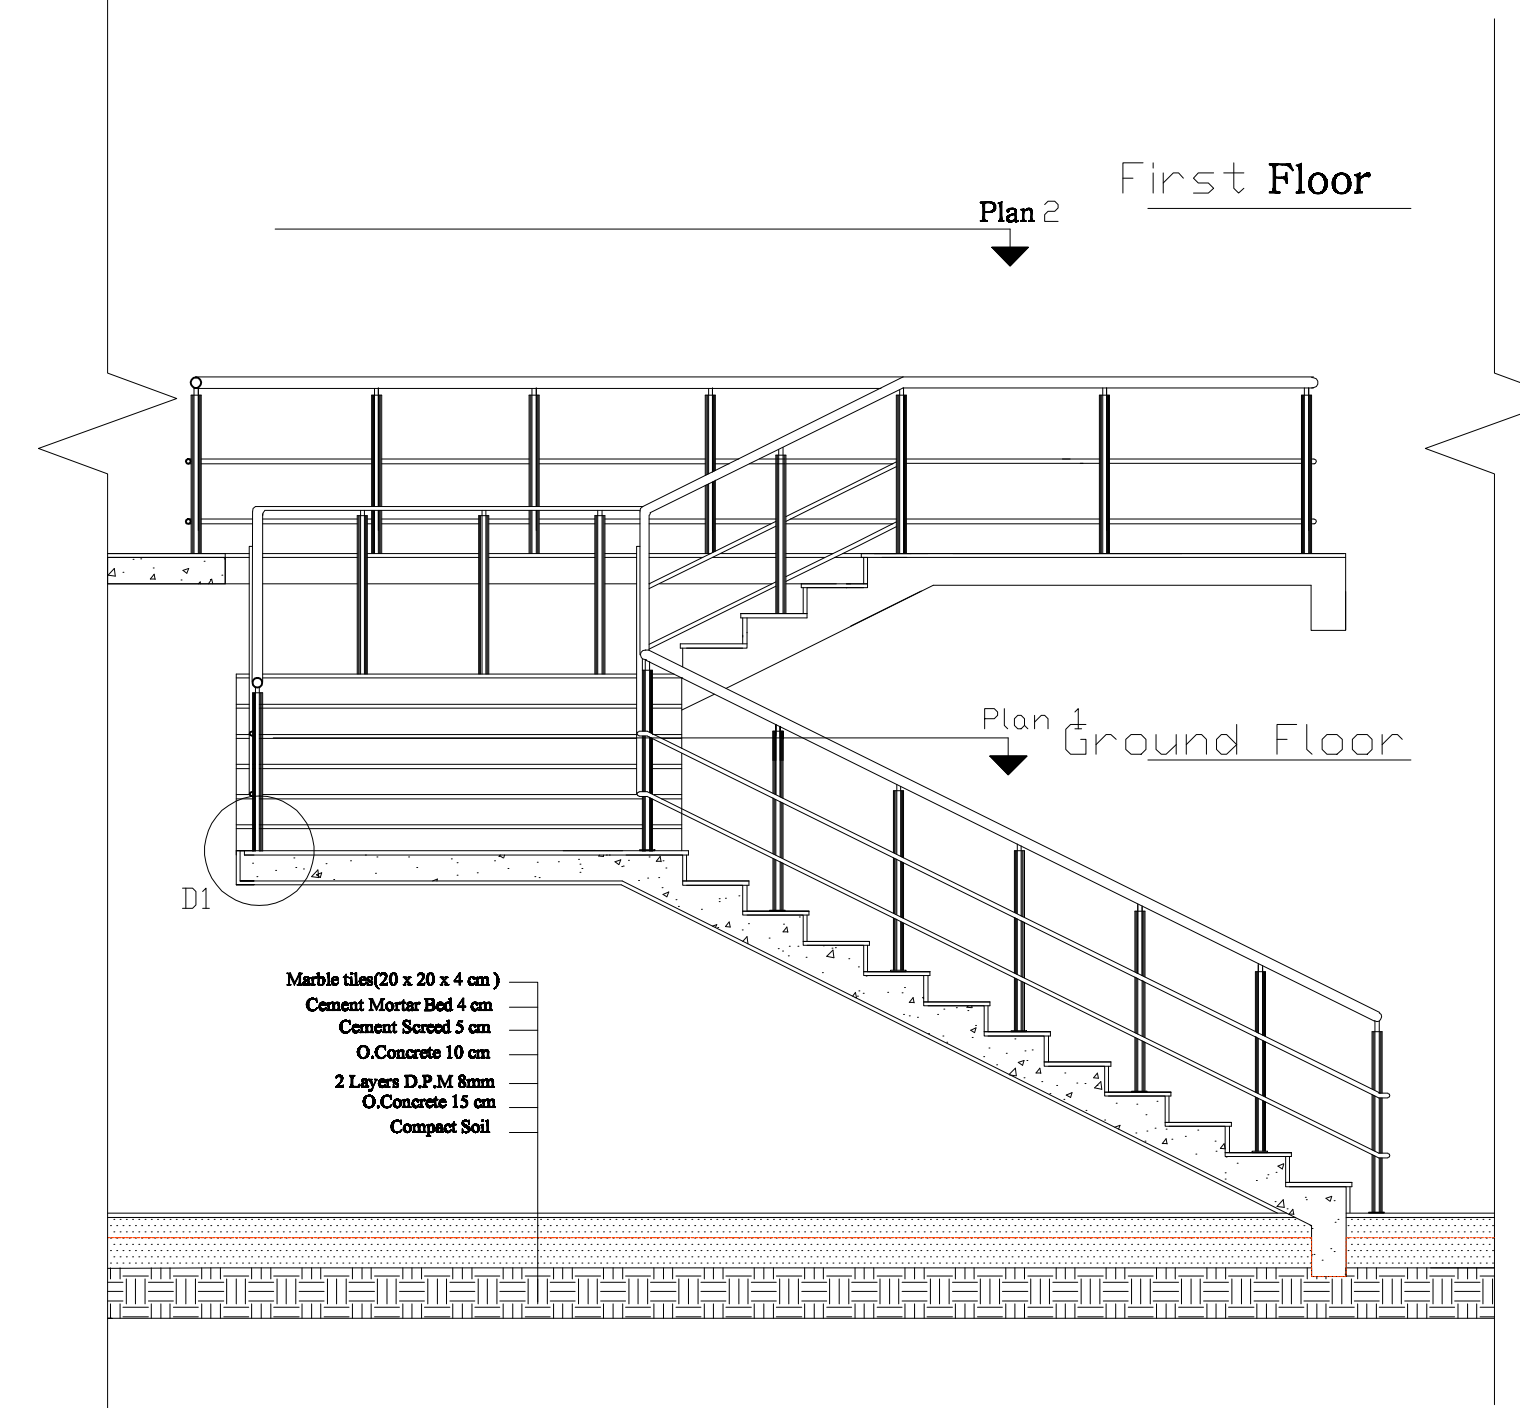 First Floor
Plan 2
Plan 1
Ground Floor
D1
Marble tiles(20 x 20 x 4 cm )
Cement Mortar Bed 4 cm
Cement Screed 5 cm
O.Concrete 10 cm
2 Layers D.P.M 8mm
O.Concrete 15 cm
Compact Soil